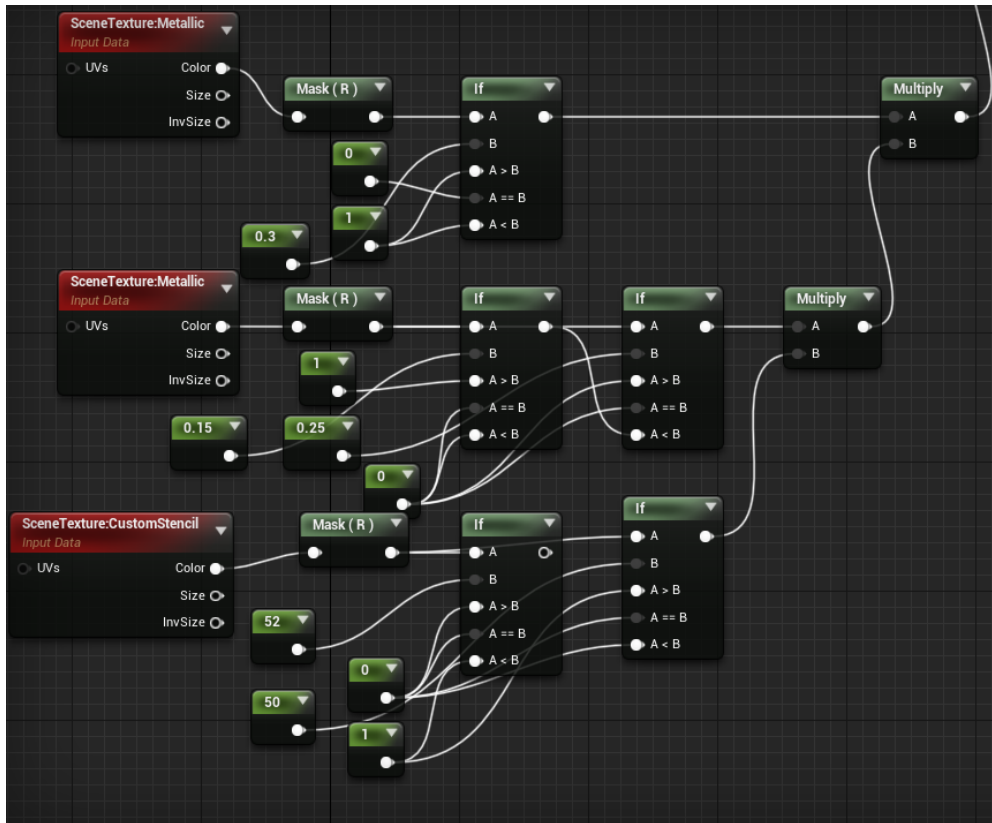 SceneTexture:Metallic
Input Data
UVs
Color
Size
InvSize
Mask ( R )
If
A
B
A > B
A == B
A < B
Multiply
A
B
0
1
0.3
SceneTexture:Metallic
Input Data
UVs
Color
Size
InvSize
Mask ( R )
If
A
B
A > B
A == B
A < B
If
A
B
A > B
A == B
A < B
Multiply
A
B
1
0.15
0.25
0
SceneTexture:CustomStencil
Input Data
UVs
Color
Size
InvSize
Mask ( R )
If
A
B
A > B
A == B
A < B
If
A
B
A > B
A == B
A < B
52
0
50
1